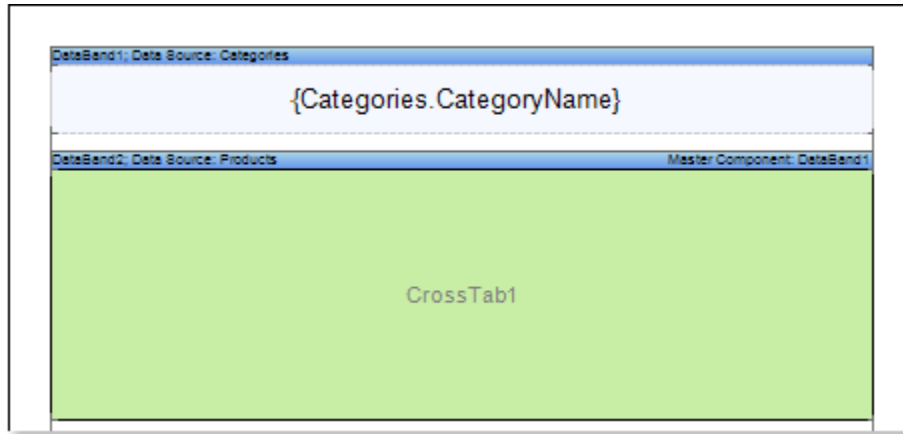 DataBand1; Data Source: Categories
{Categories.CategoryName}
DataBand2; Data Source: Products Master Component: DataBand1
CrossTab1